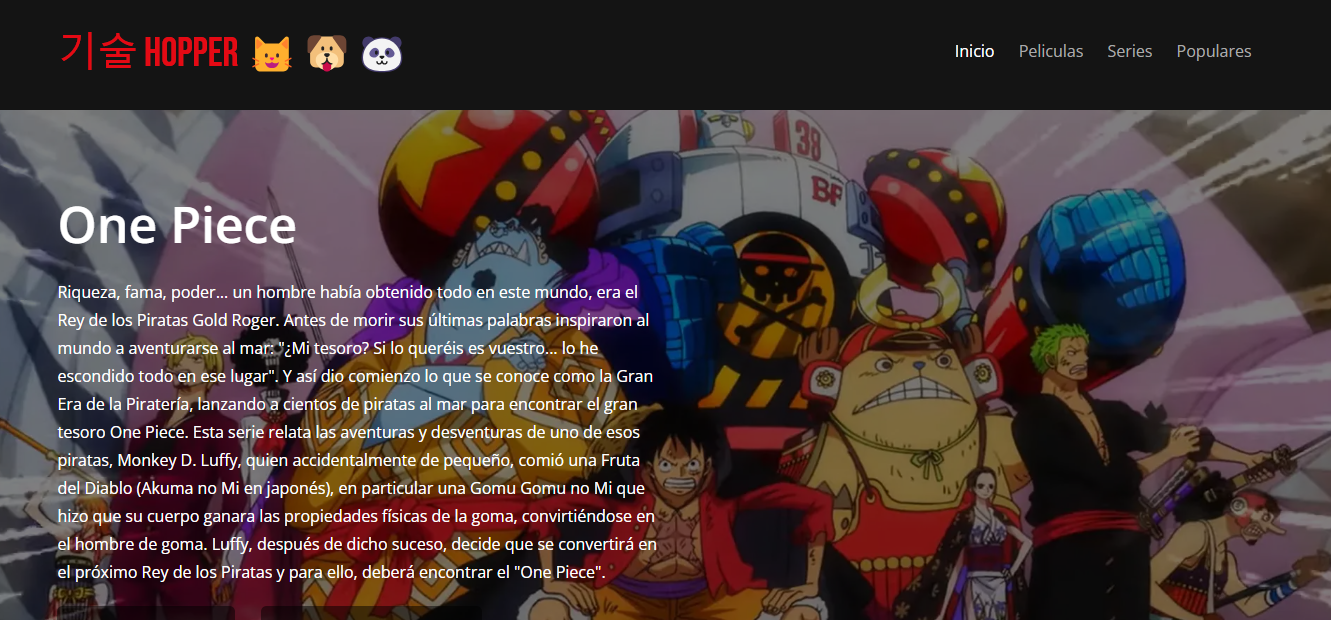 기술 HOPPER
Inicio Peliculas Series Populares
38
BF
One Piece
Riqueza, fama, poder... un hombre había obtenido todo en este mundo, era el
Rey de los Piratas Gold Roger. Antes de morir sus últimas palabras inspiraron al
mundo a aventurarse al mar: "¿Mi tesoro? Si lo queréis es vuestro... lo he
escondido todo en ese lugar". Y así dio comienzo lo que se conoce como la Gran
Era de la Piratería, lanzando a cientos de piratas al mar para encontrar el gran
tesoro One Piece. Esta serie relata las aventuras y desventuras de uno de esos
piratas, Monkey D. Luffy, quien accidentalmente de pequeño, comió una Fruta
del Diablo (Akuma no Mi en japonés), en particular una Gomu Gomu no Mi que
hizo que su cuerpo ganara las propiedades físicas de la goma, convirtiéndose en
el hombre de goma. Luffy, después de dicho suceso, decide que se convertirá en
el próximo Rey de los Piratas y para ello, deberá encontrar el "One Piece".